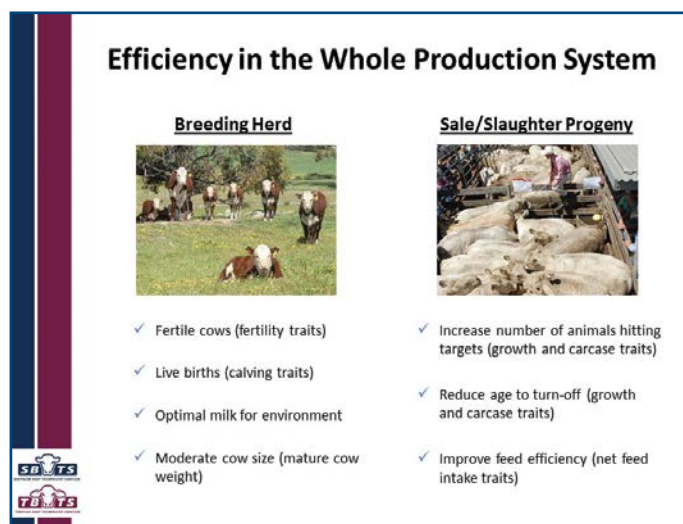 Efficiency in the Whole Production System
Breeding Herd
✓ Fertile cows (fertility traits)
✓ Live births (calving traits)
✓ Optimal milk for environment
✓ Moderate cow size (mature cow
weight)
Sale/Slaughter Progeny
✓ Increase number of animals hitting
targets (growth and carcase traits)
✓ Reduce age to turn-off (growth
and carcase traits)
✓ Improve feed efficiency (net feed
intake traits)
SBTS
TBTS